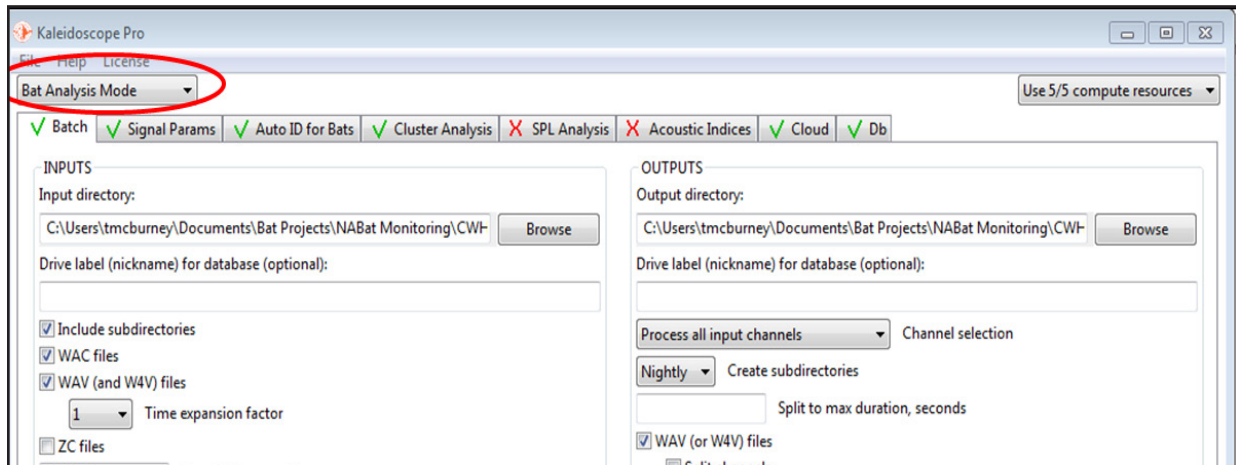 Kaleidoscope Pro
File Help License
Bat Analysis Mode
Use 5/5 compute resources
Batch Signal Params Auto ID for Bats Cluster Analysis SPL Analysis Acoustic Indices Cloud Db
INPUTS
Input directory:
C:\Users\tmcburney\Documents\Bat Projects\NABat Monitoring\CWH Browse
Drive label (nickname) for database (optional):
Include subdirectories
WAC files
WAV (and W4V) files
1 Time expansion factor
ZC files
OUTPUTS
Output directory:
C:\Users\tmcburney\Documents\Bat Projects\NABat Monitoring\CWH Browse
Drive label (nickname) for database (optional):
Process all input channels Channel selection
Nightly Create subdirectories
Split to max duration, seconds
WAV (or W4V) files